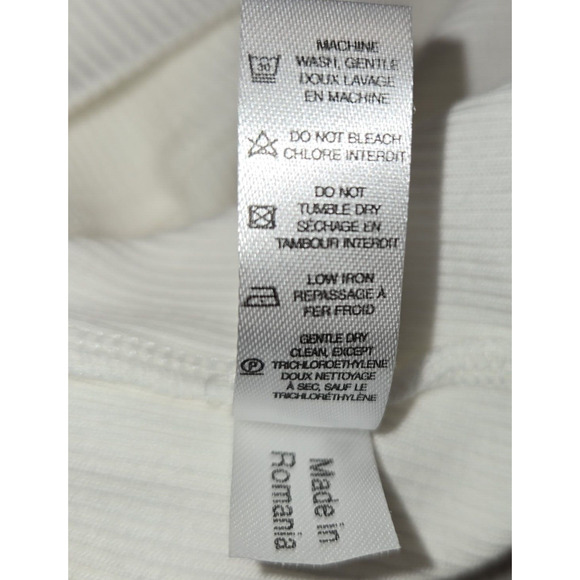 30
MACHINE
WASH, GENTLE
DOUX LAVAGE
EN MACHINE
DO NOT BLEACH
CHLORE INTERDIT
DO NOT
TUMBLE DRY
SÉCHAGE EN
TAMBOUR INTERDIT
LOW IRON
REPASSAGE À
FER FROID
P
GENTLE DRY
CLEAN, EXCEPT
TRICHLOROETHYLENE
DOUX NETTOYAGE
À SEC, SAUF LE
TRICHLORÉTHYLÈNE
Made in
Romania